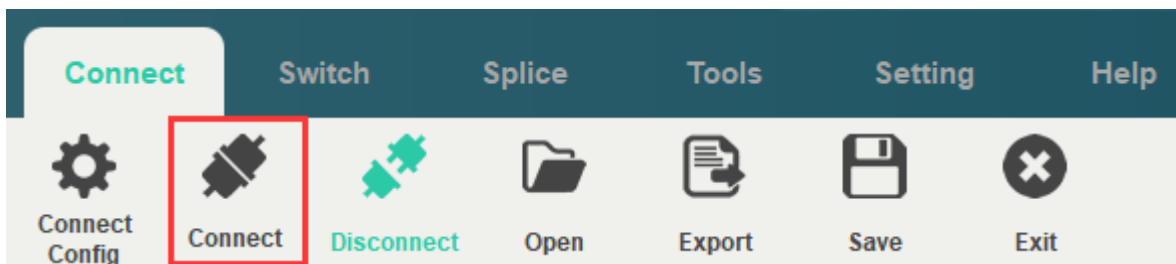 Connect Switch Splice Tools Setting Help
Connect Config
Connect
Disconnect
Open
Export
Save
Exit